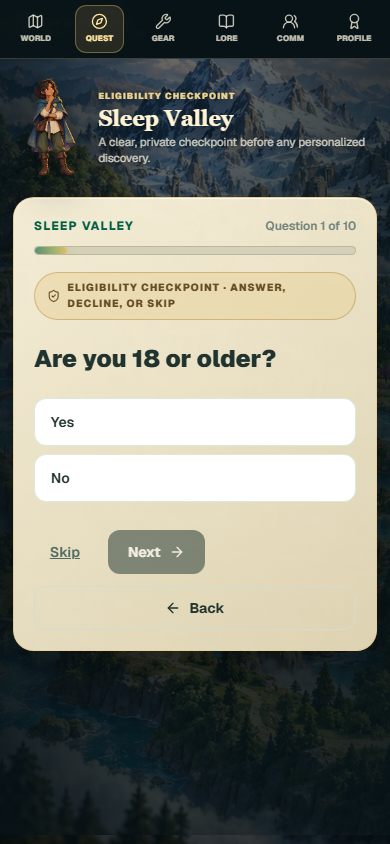 WORLD
QUEST
GEAR
LORE
COMM
PROFILE
ELIGIBILITY CHECKPOINT
Sleep Valley
A clear, private checkpoint before any personalized
discovery.
SLEEP VALLEY
Question 1 of 10
ELIGIBILITY CHECKPOINT · ANSWER,
DECLINE, OR SKIP
Are you 18 or older?
Yes
No
Skip
Next
Back